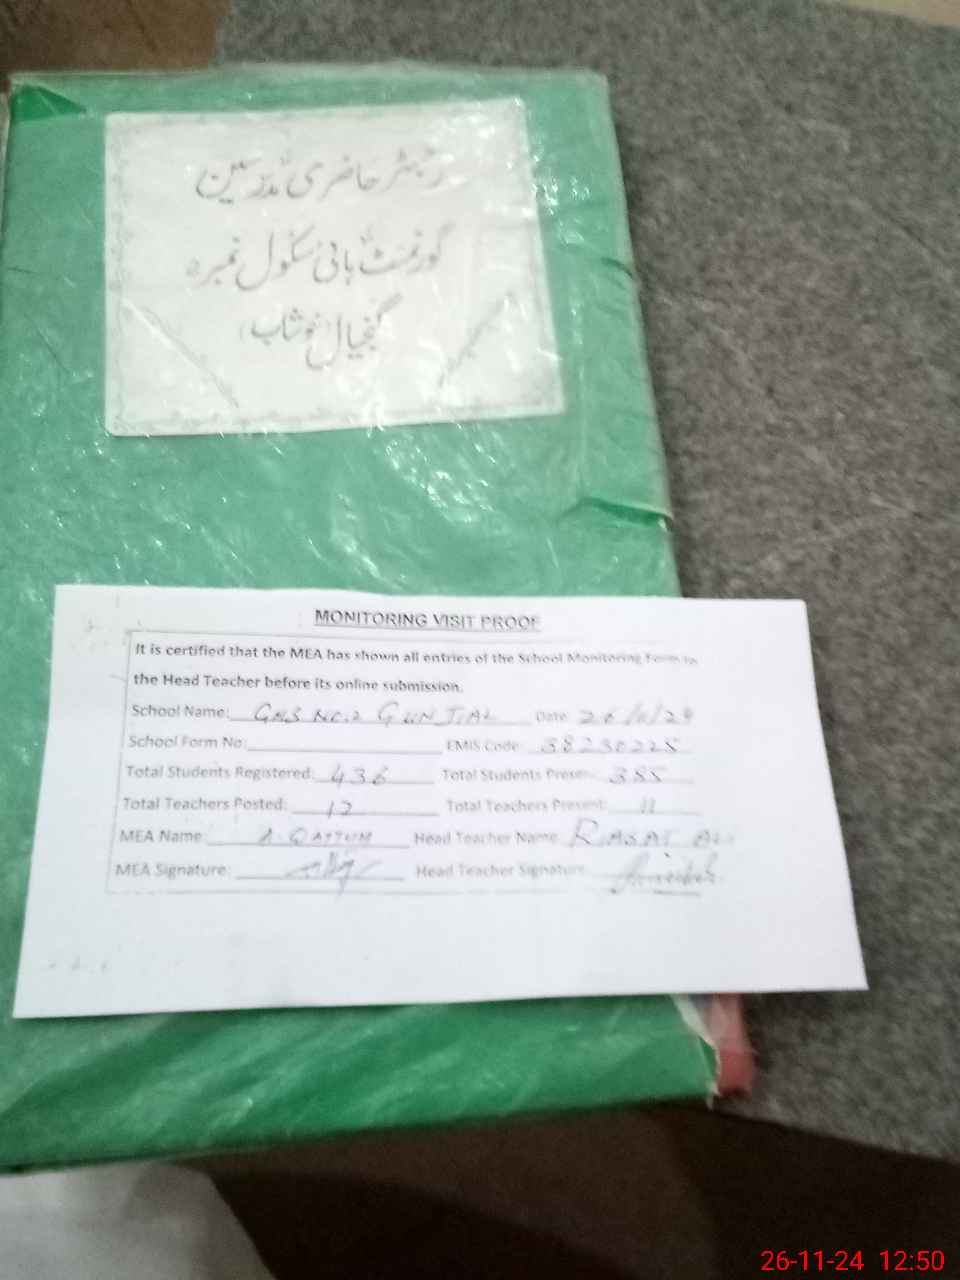 رجسٹر حاضری مدرسین
گورنمنٹ ہائی سکول نمبر۲
گنجیال (خوشاب)
MONITORING VISIT PROOF
It is certified that the MEA has shown all entries of the School Monitoring Form to
the Head Teacher before its online submission.
School Name: GHS NO.2 GUNJIAL Date: 26/11/24
School Form No: EMIS Code: 38230225
Total Students Registered: 436 Total Students Present: 385
Total Teachers Posted: 12 Total Teachers Present: 11
MEA Name: A. QAYYUM Head Teacher Name: ALI
MEA Signature: Head Teacher Signature:
26-11-24 12:50